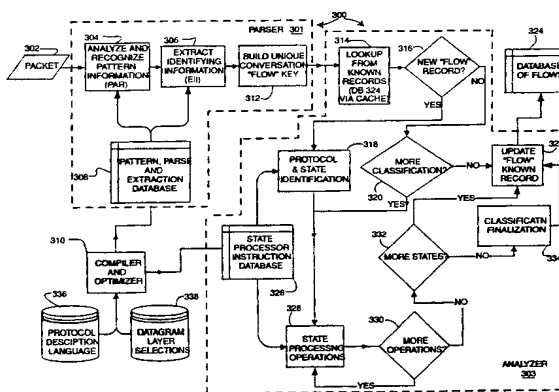 300
PARSER 301
302
PACKET
304
ANALYZE AND
RECOGNIZE
PATTERN
INFORMATION
(PAR)
306
EXTRACT
IDENTIFYING
INFORMATION
(EII)
BUILD UNIQUE
CONVERSATION
"FLOW" KEY
312
314
LOOKUP
FROM
KNOWN
RECORDS
(DB 324
VIA CACHE)
316
NEW "FLOW"
RECORD?
NO
YES
324
DATABASE
OF FLOWS
308
PATTERN, PARSE
AND
EXTRACTION
DATABASE
PROTOCOL
& STATE
IDENTIFICATION
318
MORE
CLASSIFICATION?
320
NO
YES
UPDATE
"FLOW"
KNOWN
RECORD
YES
310
COMPILER
AND
OPTIMIZER
STATE
PROCESSOR
INSTRUCTION
DATABASE
326
332
MORE STATES?
NO
CLASSIFICATN
FINALIZATION
334
336
PROTOCOL
DESCIPTION
LANGUAGE
338
DATAGRAM
LAYER
SELECTIONS
328
STATE
PROCESSNG
OPERATIONS
330
MORE
OPERATIONS?
NO
YES
ANALYZER
303